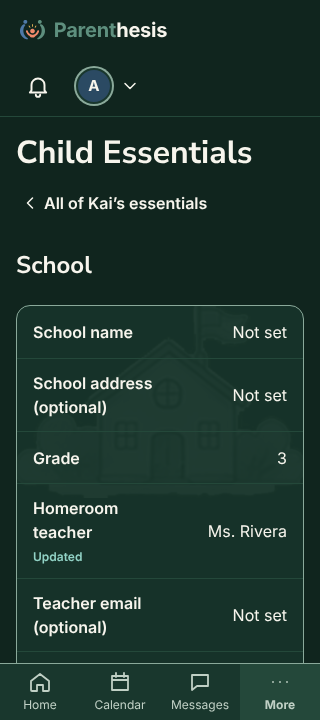 Parenthesis
A
Child Essentials
All of Kai’s essentials
School
School name
Not set
School address
(optional)
Not set
Grade
3
Homeroom
teacher
Updated
Ms. Rivera
Teacher email
(optional)
Not set
Home
Calendar
Messages
More